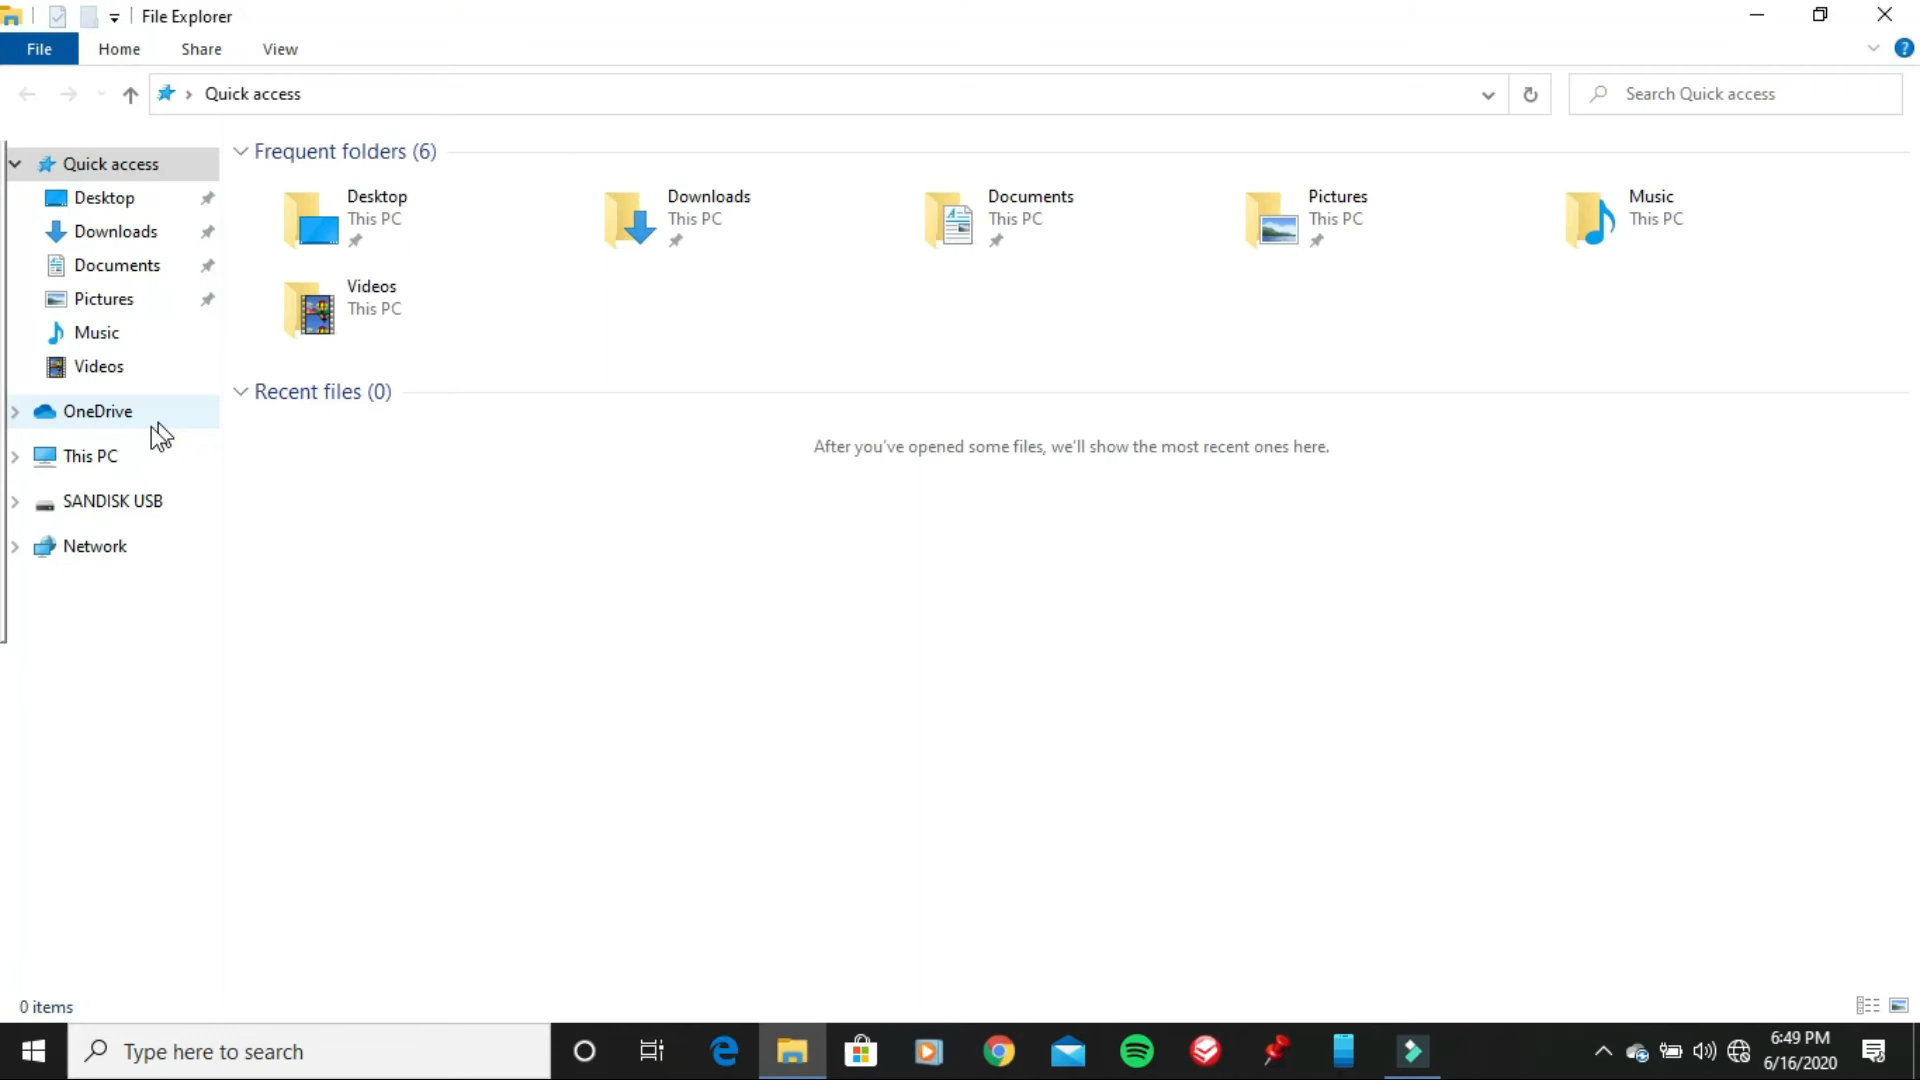 File Explorer
File Home Share View
Quick access
Search Quick access
Quick access
Desktop
Downloads
Documents
Pictures
Music
Videos
OneDrive
This PC
SANDISK USB
Network
Frequent folders (6)
Desktop
This PC
Downloads
This PC
Documents
This PC
Pictures
This PC
Music
This PC
Videos
This PC
Recent files (0)
After you've opened some files, we'll show the most recent ones here.
0 items
Type here to search
6:49 PM
6/16/2020